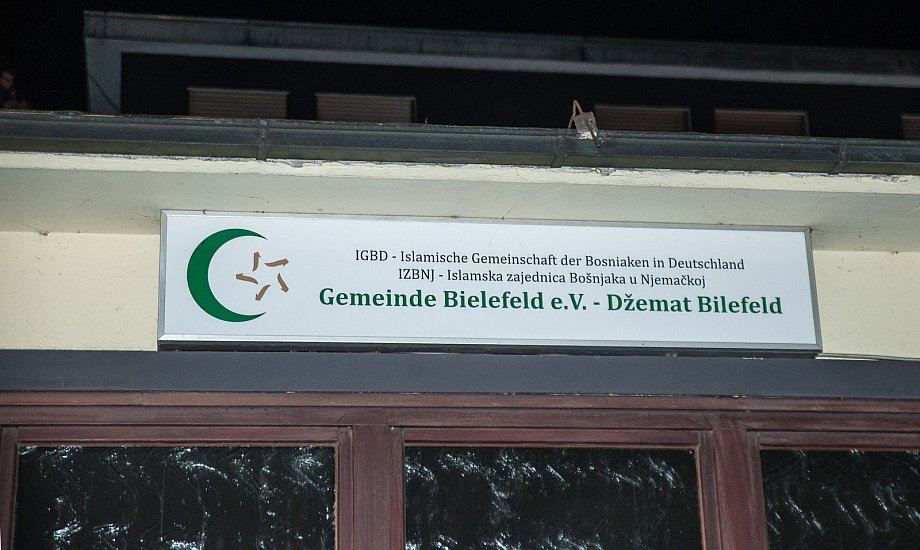 IGBD - Islamische Gemeinschaft der Bosniaken in Deutschland
IZBNJ - Islamska zajednica Bošnjaka u Njemačkoj
Gemeinde Bielefeld e.V. - Džemat Bilefeld